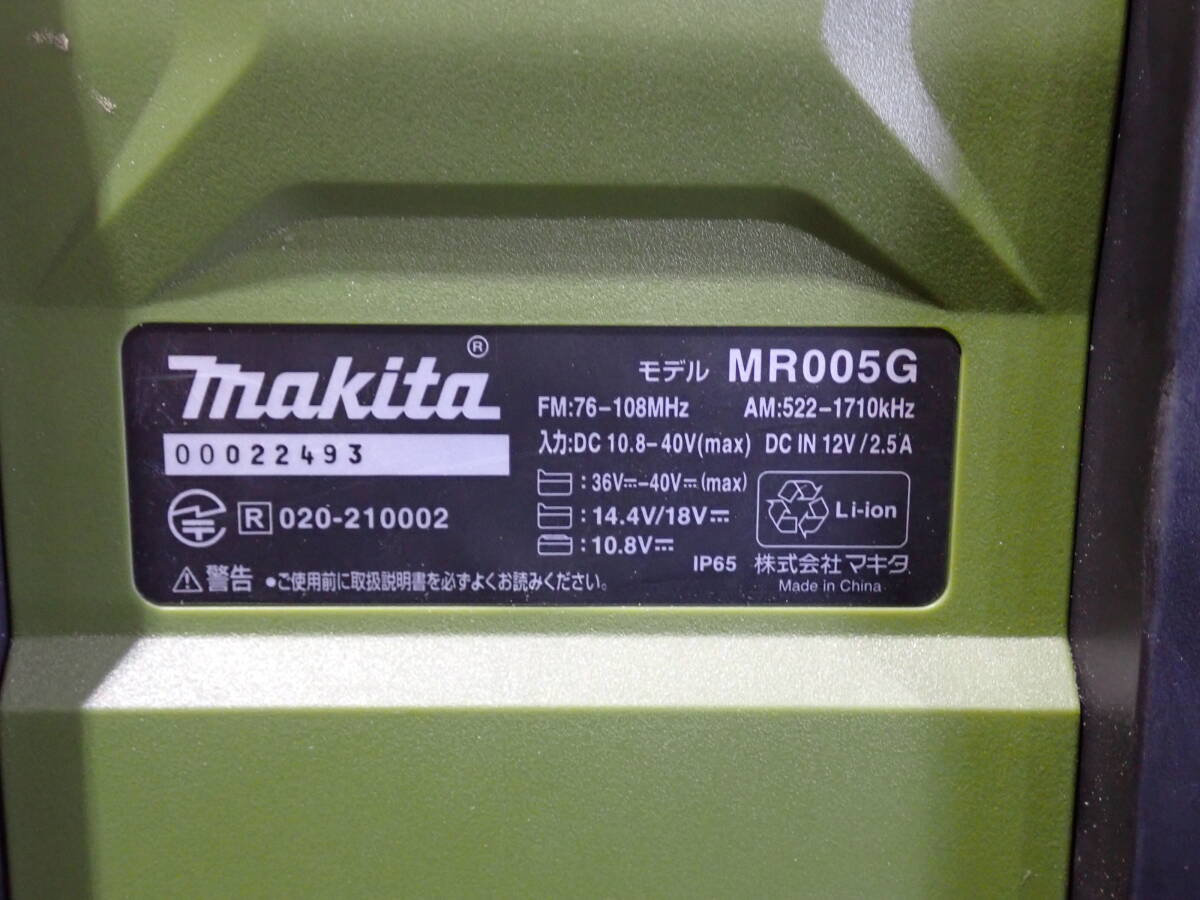 makita®
モデル MR005G
00022493
FM:76-108MHz AM:522-1710kHz
入力:DC 10.8-40V(max) DC IN 12V/2.5A
:36V⎓-40V⎓(max)
:14.4V/18V⎓
:10.8V⎓
Li-ion
R 020-210002
IP65 株式会社マキタ
Made in China
⚠警告 ●ご使用前に取扱説明書を必ずよくお読みください。